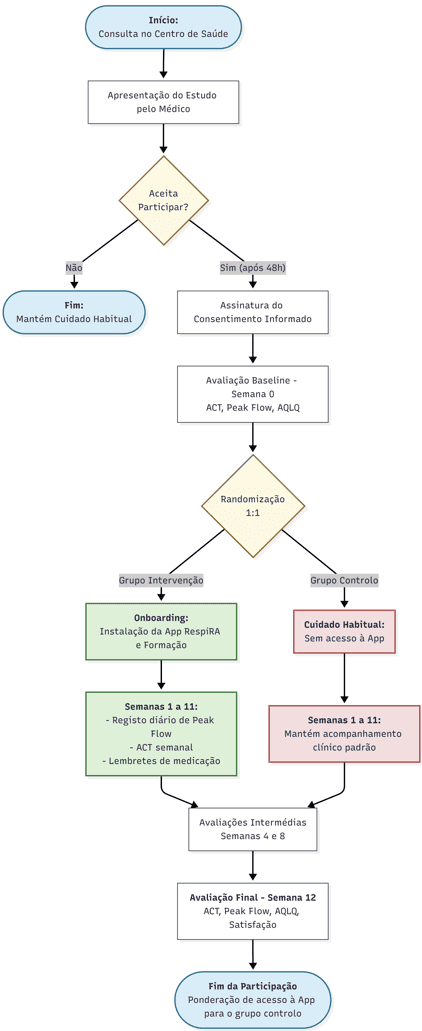 Início:
Consulta no Centro de Saúde
Apresentação do Estudo
pelo Médico
Aceita
Participar?
Não
Sim (após 48h)
Fim:
Mantém Cuidado Habitual
Assinatura do
Consentimento Informado
Avaliação Baseline -
Semana 0
ACT, Peak Flow, AQLQ
Randomização
1:1
Grupo Intervenção
Grupo Controlo
Onboarding:
Instalação da App RespiRA
e Formação
Cuidado Habitual:
Sem acesso à App
Semanas 1 a 11:
- Registo diário de Peak
Flow
- ACT semanal
- Lembretes de medicação
Semanas 1 a 11:
Mantém acompanhamento
clínico padrão
Avaliações Intermédias
Semanas 4 e 8
Avaliação Final - Semana 12
ACT, Peak Flow, AQLQ,
Satisfação
Fim da Participação
Ponderação de acesso à App
para o grupo controlo